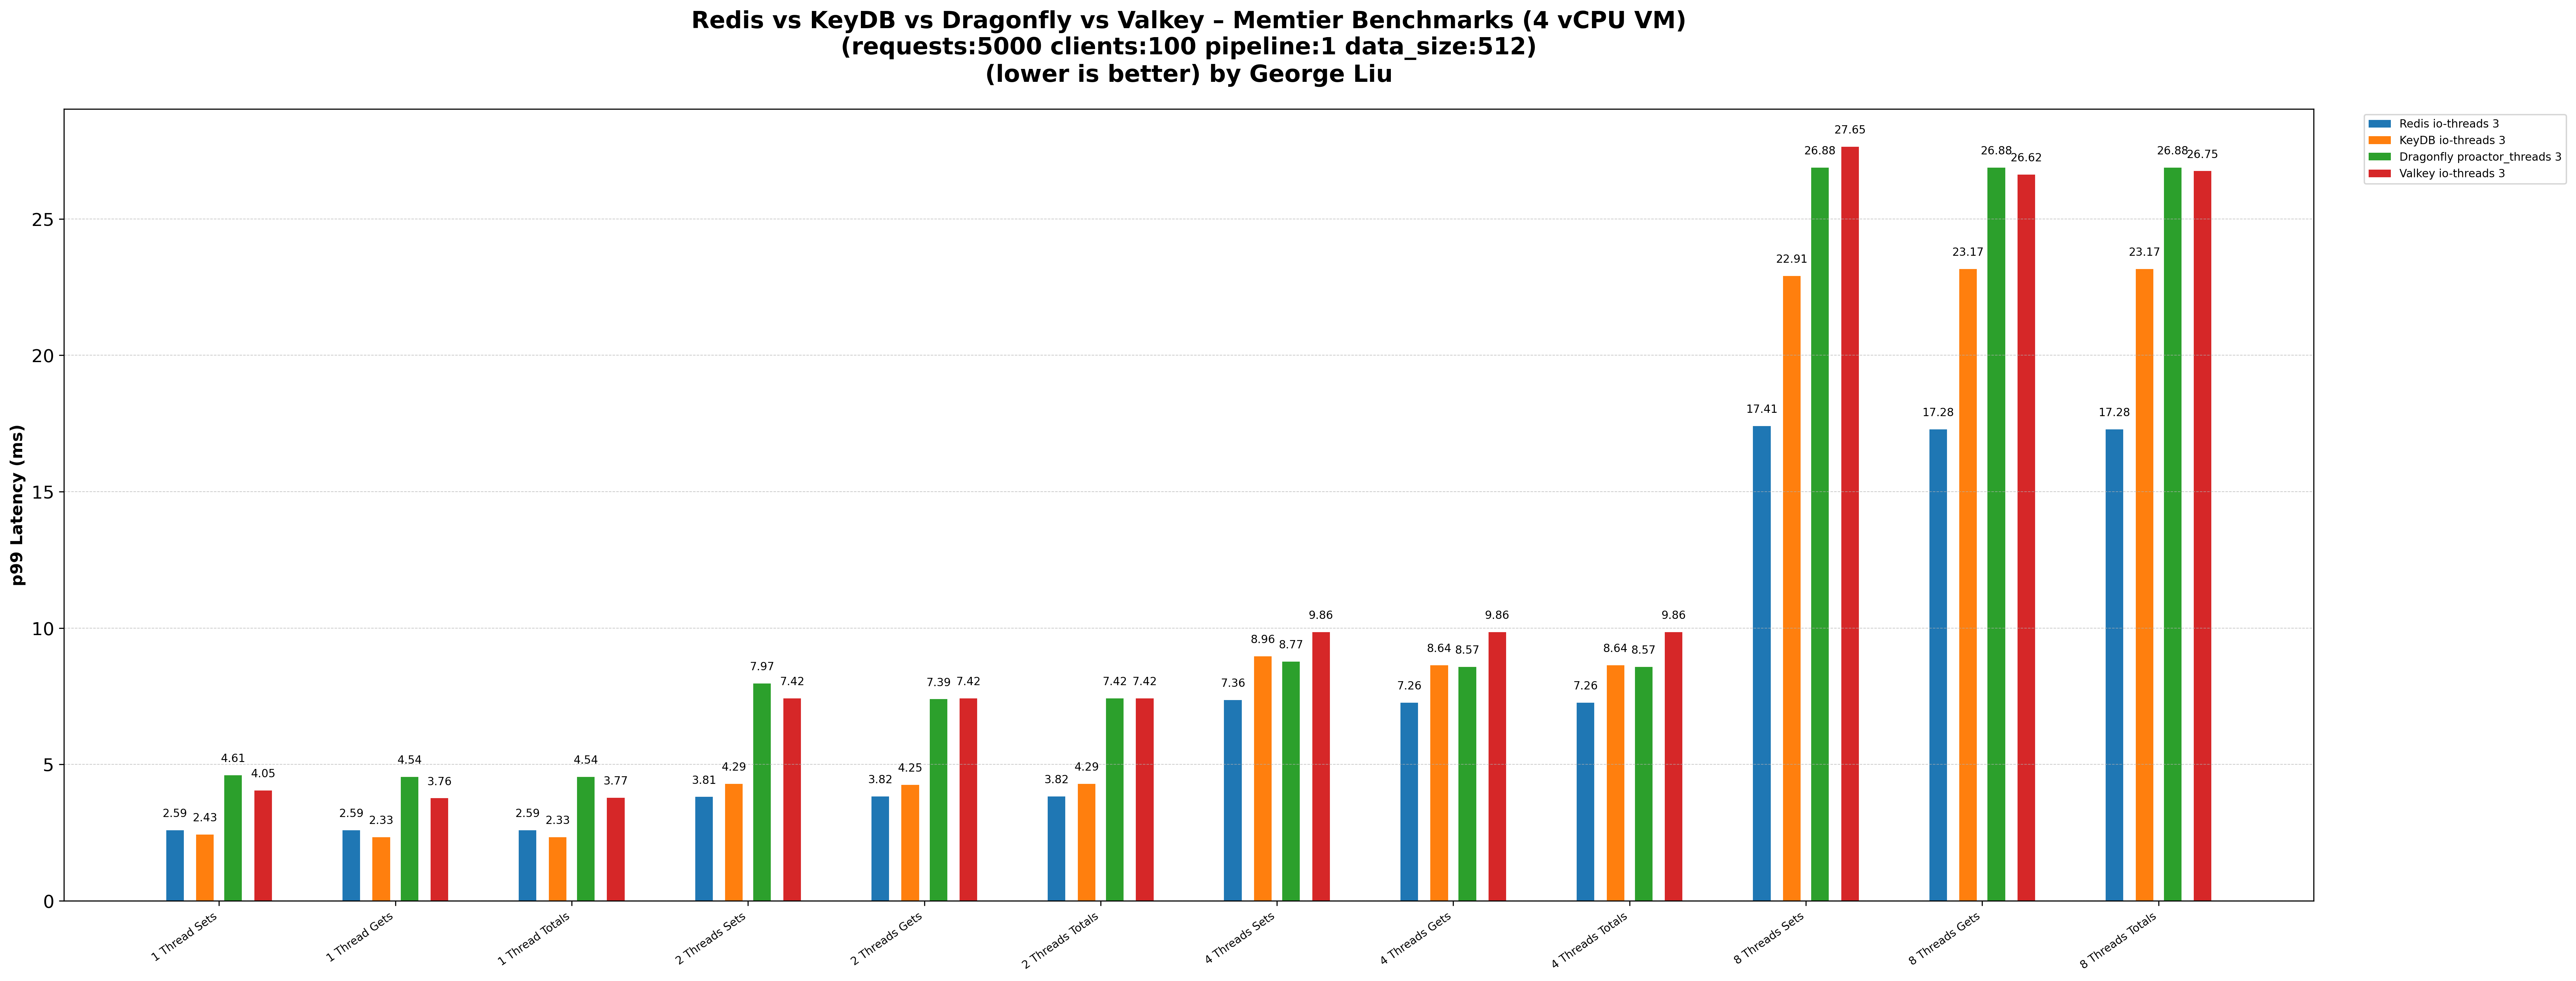 Redis vs KeyDB vs Dragonfly vs Valkey – Memtier Benchmarks (4 vCPU VM)
(requests:5000 clients:100 pipeline:1 data_size:512)
(lower is better) by George Liu
Redis io-threads 3
KeyDB io-threads 3
Dragonfly proactor_threads 3
Valkey io-threads 3
p99 Latency (ms)
25
20
15
10
5
0
2.59 2.43 4.61 4.05
2.59 2.33 4.54 3.76
2.59 2.33 4.54 3.77
3.81 4.29 7.97 7.42
3.82 4.25 7.39 7.42
3.82 4.29 7.42 7.42
7.36 8.96 8.77 9.86
7.26 8.64 8.57 9.86
7.26 8.64 8.57 9.86
17.41 22.91 26.88 27.65
17.28 23.17 26.88 26.62
17.28 23.17 26.88 26.75
1 Thread Sets
1 Thread Gets
1 Thread Totals
2 Threads Sets
2 Threads Gets
2 Threads Totals
4 Threads Sets
4 Threads Gets
4 Threads Totals
8 Threads Sets
8 Threads Gets
8 Threads Totals